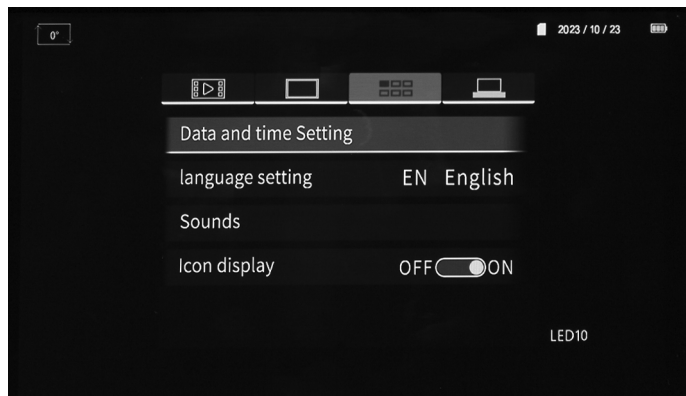 0°
2023 / 10 / 23
Data and time Setting
language setting EN English
Sounds
Icon display OFF ON
LED10